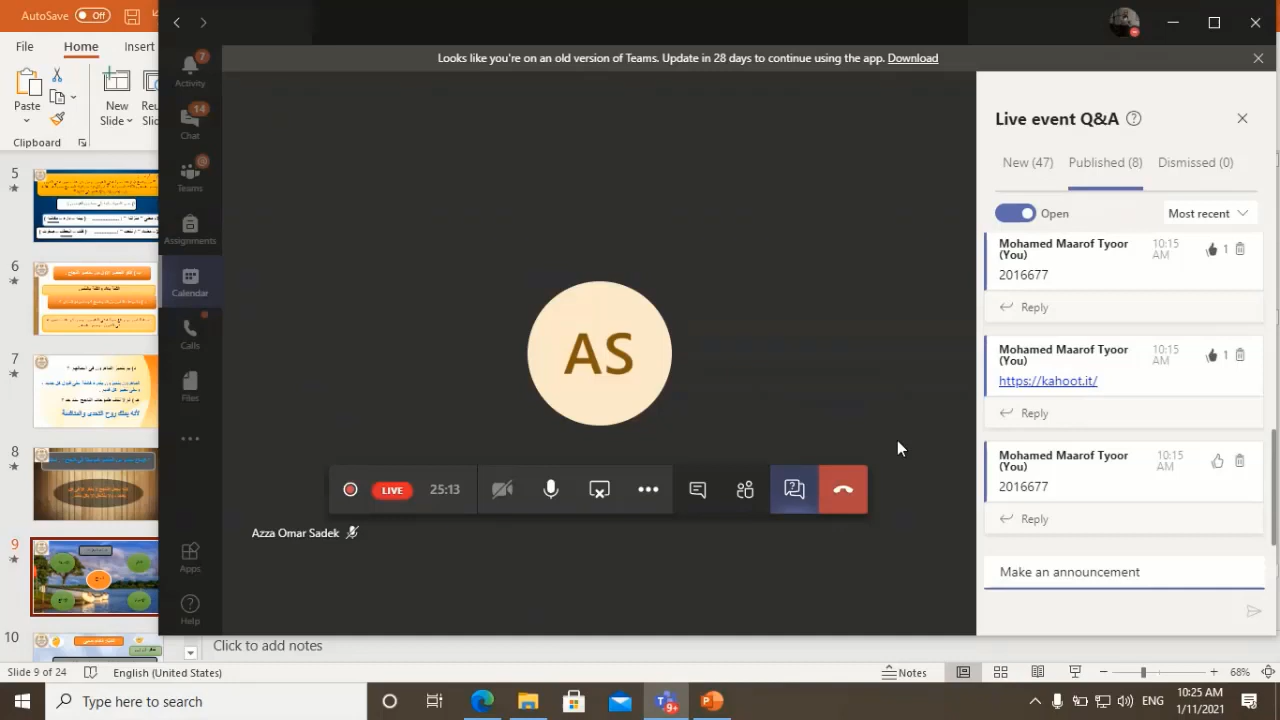 AutoSave Off
Looks like you're on an old version of Teams. Update in 28 days to continue using the app. Download
File Home Insert
Paste
New
Slide
Clipboard
5
6
7
8
9
10
Activity
7
Chat
14
Teams
Assignments
Calendar
Calls
Files
Apps
Help
AS
LIVE 25:13
Azza Omar Sadek
Live event Q&A
New (47) Published (8) Dismissed (0)
Open Most recent
Mohamed Maarof Tyoor
(You)
10:15
AM
1
2016677
Reply
Mohamed Maarof Tyoor
(You)
10:15
AM
1
https://kahoot.it/
Reply
Mohamed Maarof Tyoor
(You)
10:15
AM
2016677
Reply
Make an announcement
Click to add notes
Slide 9 of 24 English (United States) Notes 68%
Type here to search
9+
ENG
10:25 AM
1/11/2021